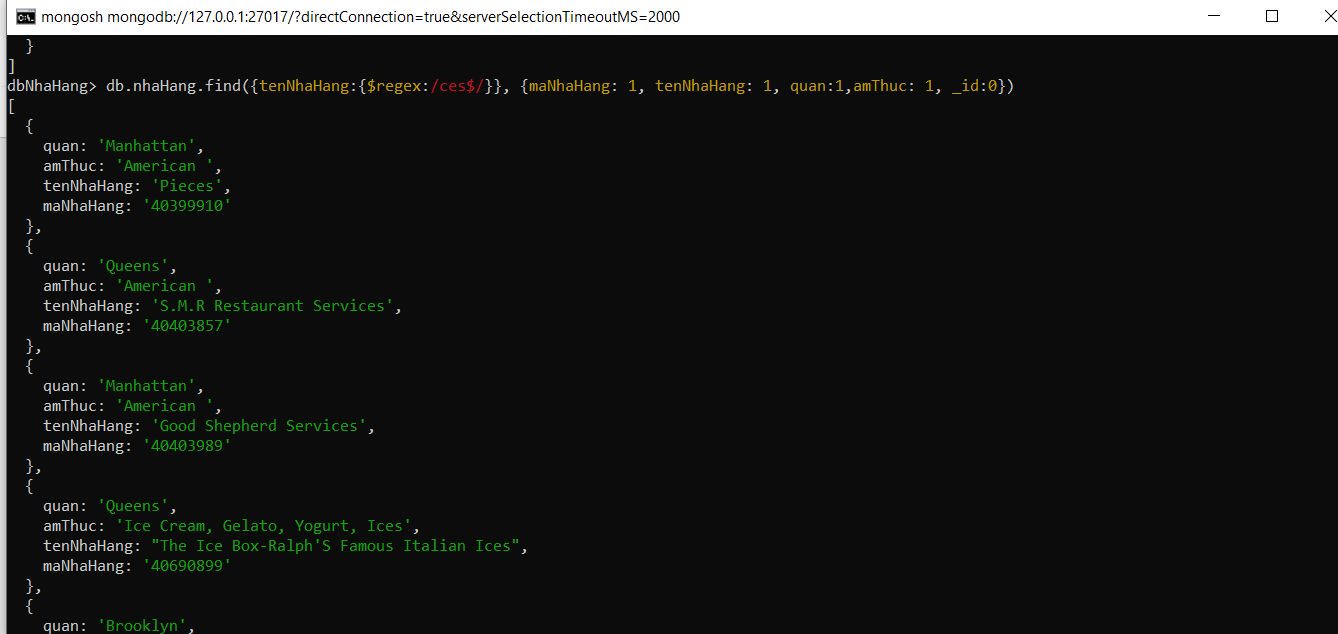 mongosh mongodb://127.0.0.1:27017/?directConnection=true&serverSelectionTimeoutMS=2000
}
]
dbNhaHang> db.nhaHang.find({tenNhaHang:{$regex:/ces$/}}, {maNhaHang: 1, tenNhaHang: 1, quan:1,amThuc: 1, _id:0})
[
{
quan: 'Manhattan',
amThuc: 'American ',
tenNhaHang: 'Pieces',
maNhaHang: '40399910'
},
{
quan: 'Queens',
amThuc: 'American ',
tenNhaHang: 'S.M.R Restaurant Services',
maNhaHang: '40403857'
},
{
quan: 'Manhattan',
amThuc: 'American ',
tenNhaHang: 'Good Shepherd Services',
maNhaHang: '40403989'
},
{
quan: 'Queens',
amThuc: 'Ice Cream, Gelato, Yogurt, Ices',
tenNhaHang: "The Ice Box-Ralph'S Famous Italian Ices",
maNhaHang: '40690899'
},
{
quan: 'Brooklyn',